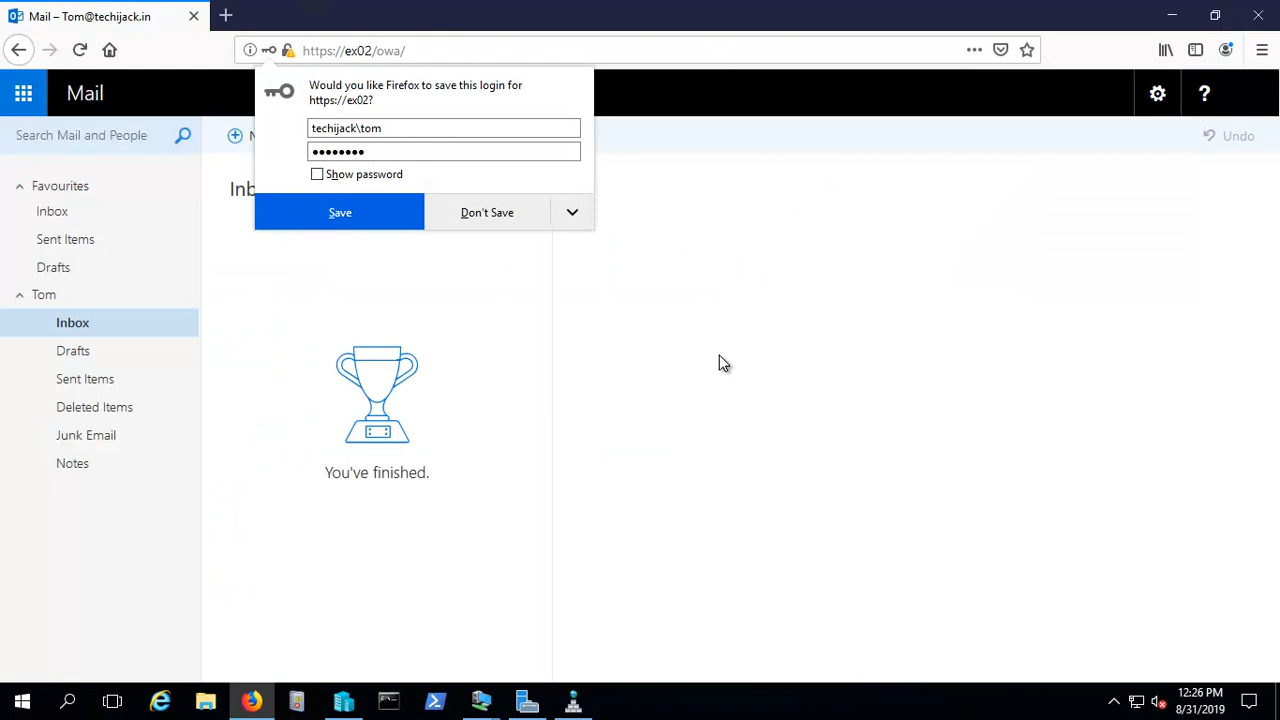 Mail – Tom@techijack.in
https://ex02/owa/
Mail
Would you like Firefox to save this login for
https://ex02?
techijack\tom
Show password
Save
Don't Save
Search Mail and People
Undo
Favourites
Inbox
Sent Items
Drafts
Tom
Inbox
Drafts
Sent Items
Deleted Items
Junk Email
Notes
You've finished.
12:26 PM
8/31/2019